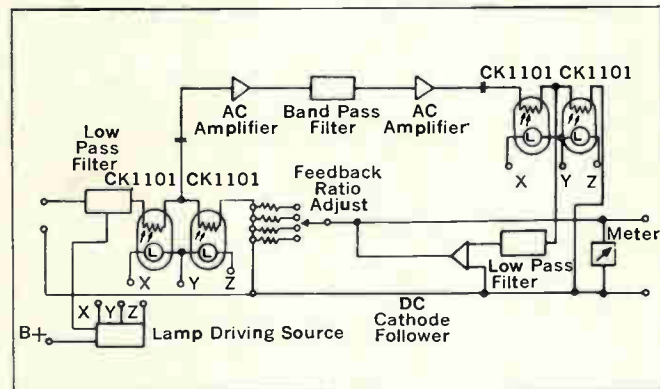 CK1101 CK1101
AC
Amplifier
Band Pass
Filter
AC
Amplifier
L
L
X
Y
Z
Low
Pass
Filter
CK1101 CK1101
Feedback
Ratio
Adjust
L
L
X
Y
Z
Meter
Low Pass
Filter
DC
Cathode
Follower
X
Y
Z
B+
Lamp Driving Source